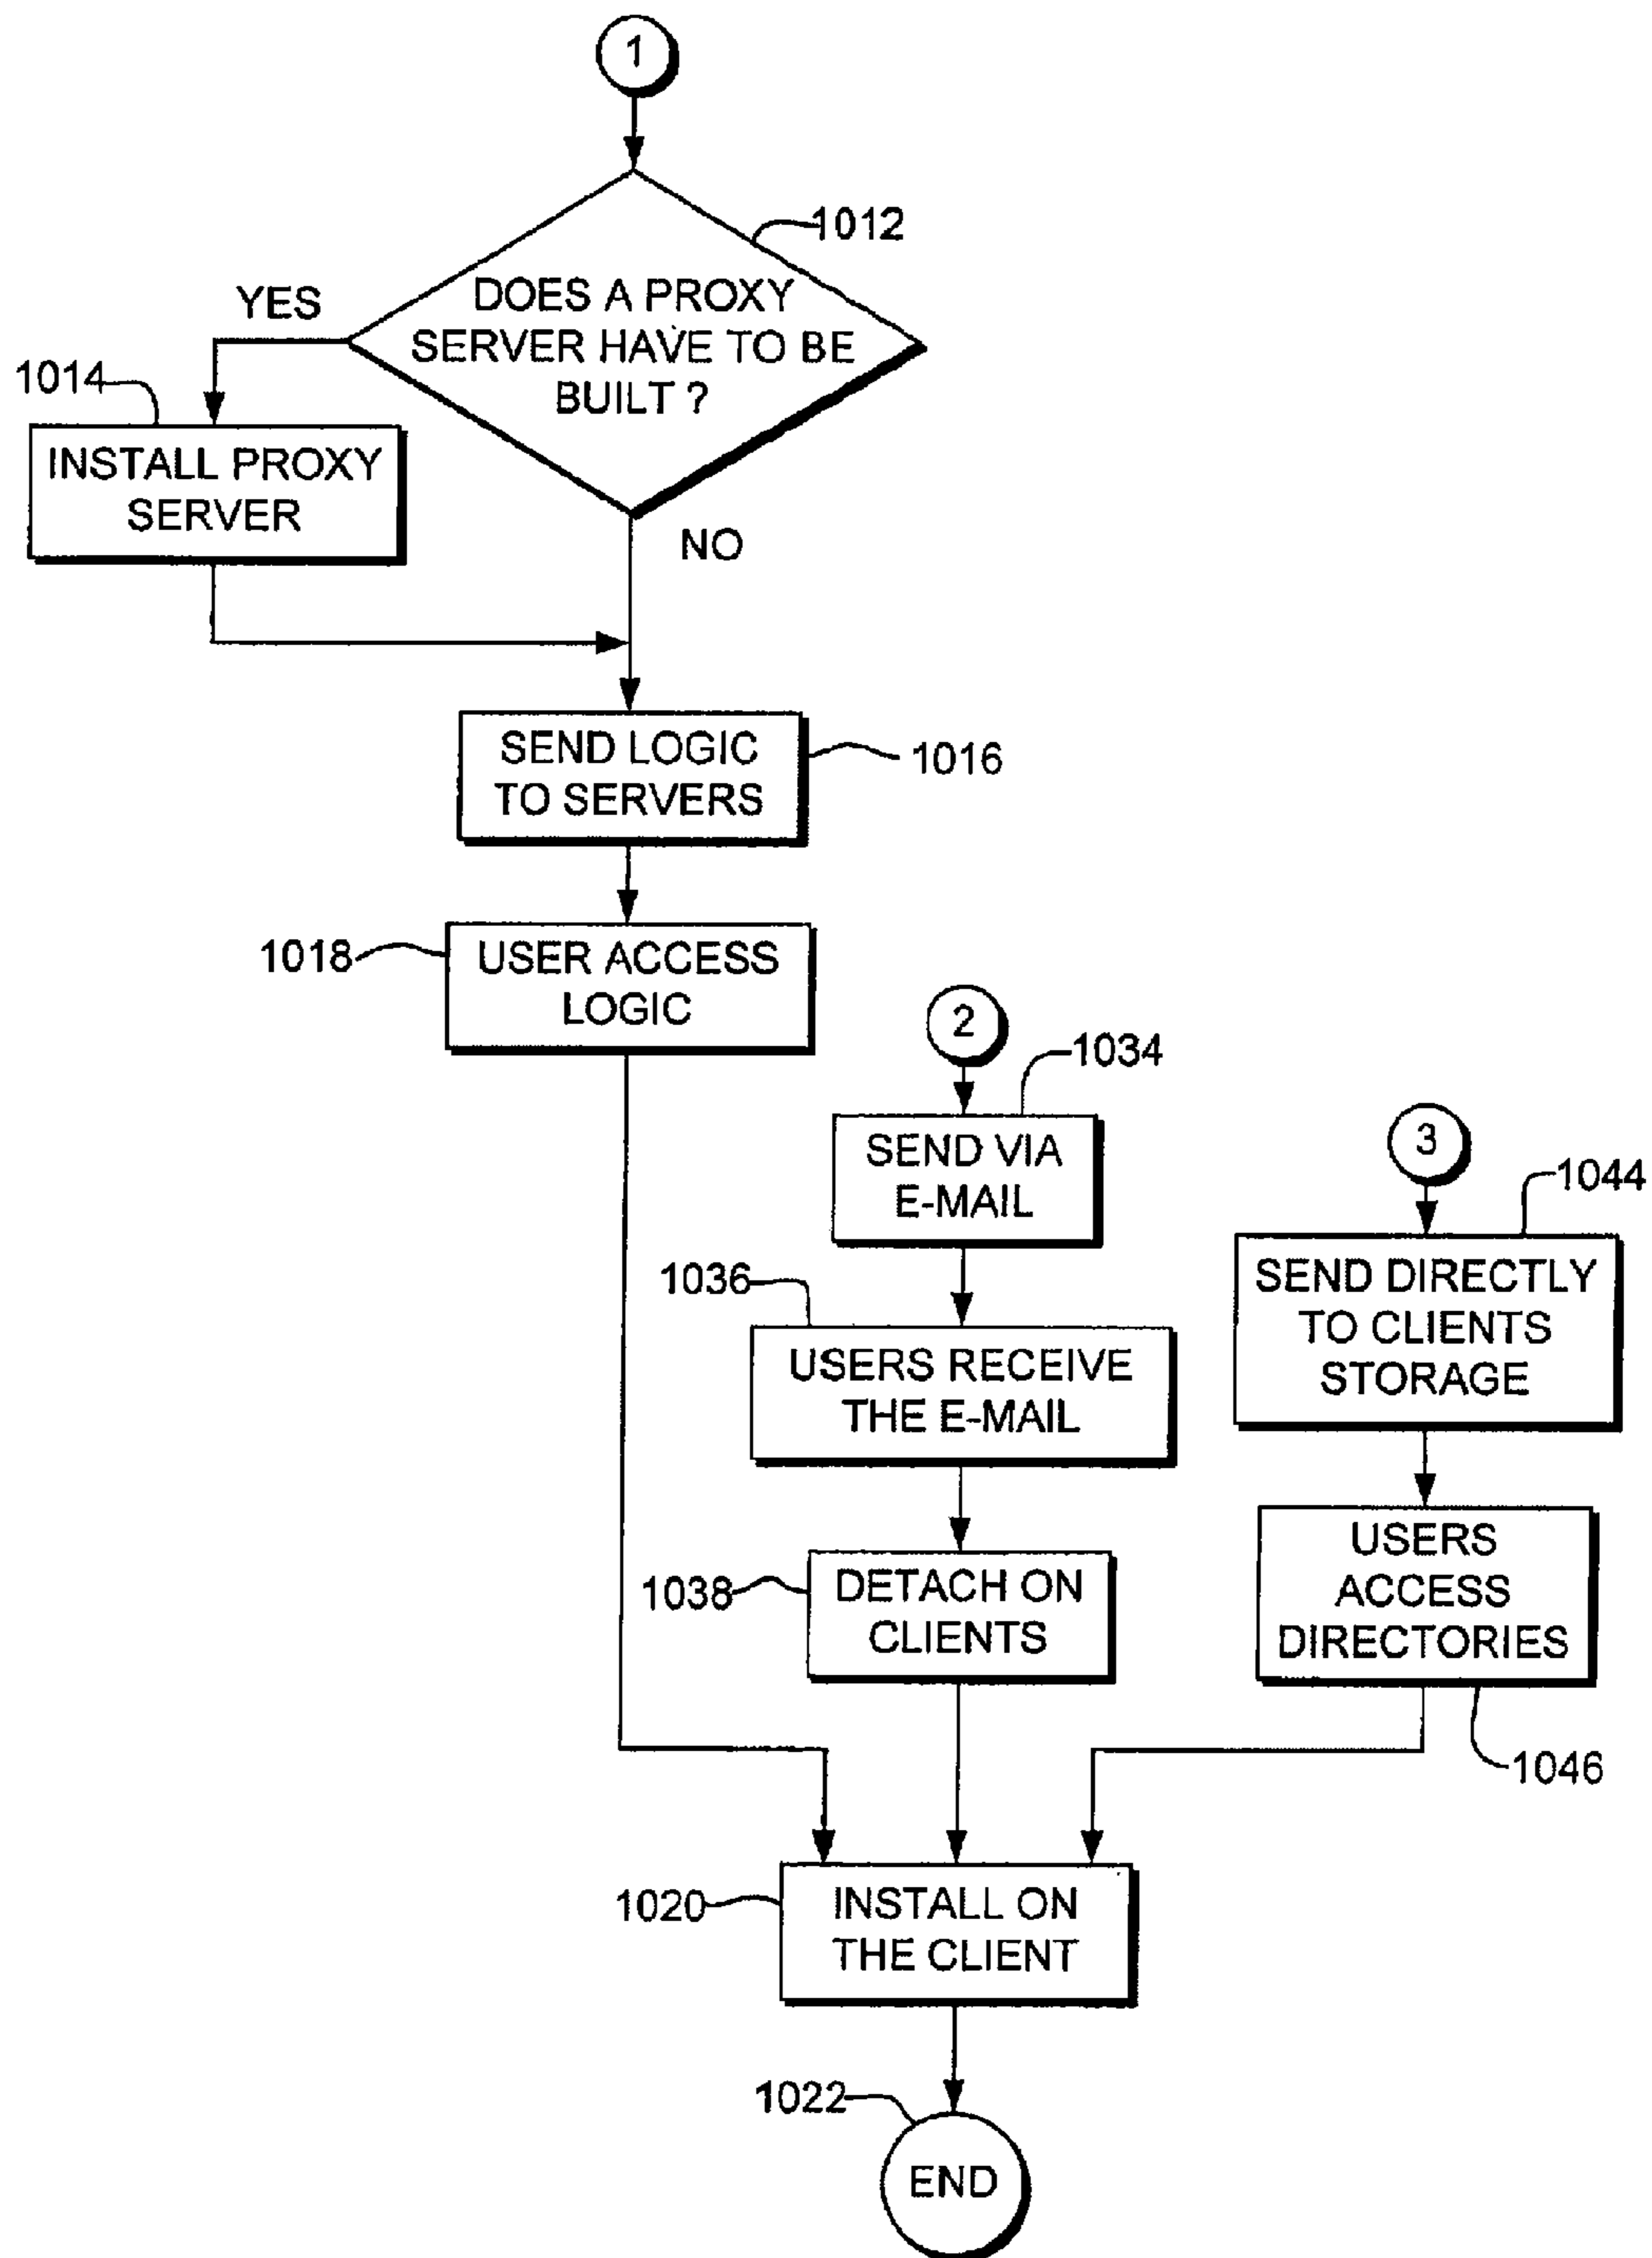 1
1012
DOES A PROXY
SERVER HAVE TO BE
BUILT ?
YES
1014
INSTALL PROXY
SERVER
NO
SEND LOGIC
TO SERVERS
1016
1018
USER ACCESS
LOGIC
2
1034
SEND VIA
E-MAIL
3
1044
SEND DIRECTLY
TO CLIENTS
STORAGE
1036
USERS RECEIVE
THE E-MAIL
1038
DETACH ON
CLIENTS
USERS
ACCESS
DIRECTORIES
1046
1020
INSTALL ON
THE CLIENT
1022
END